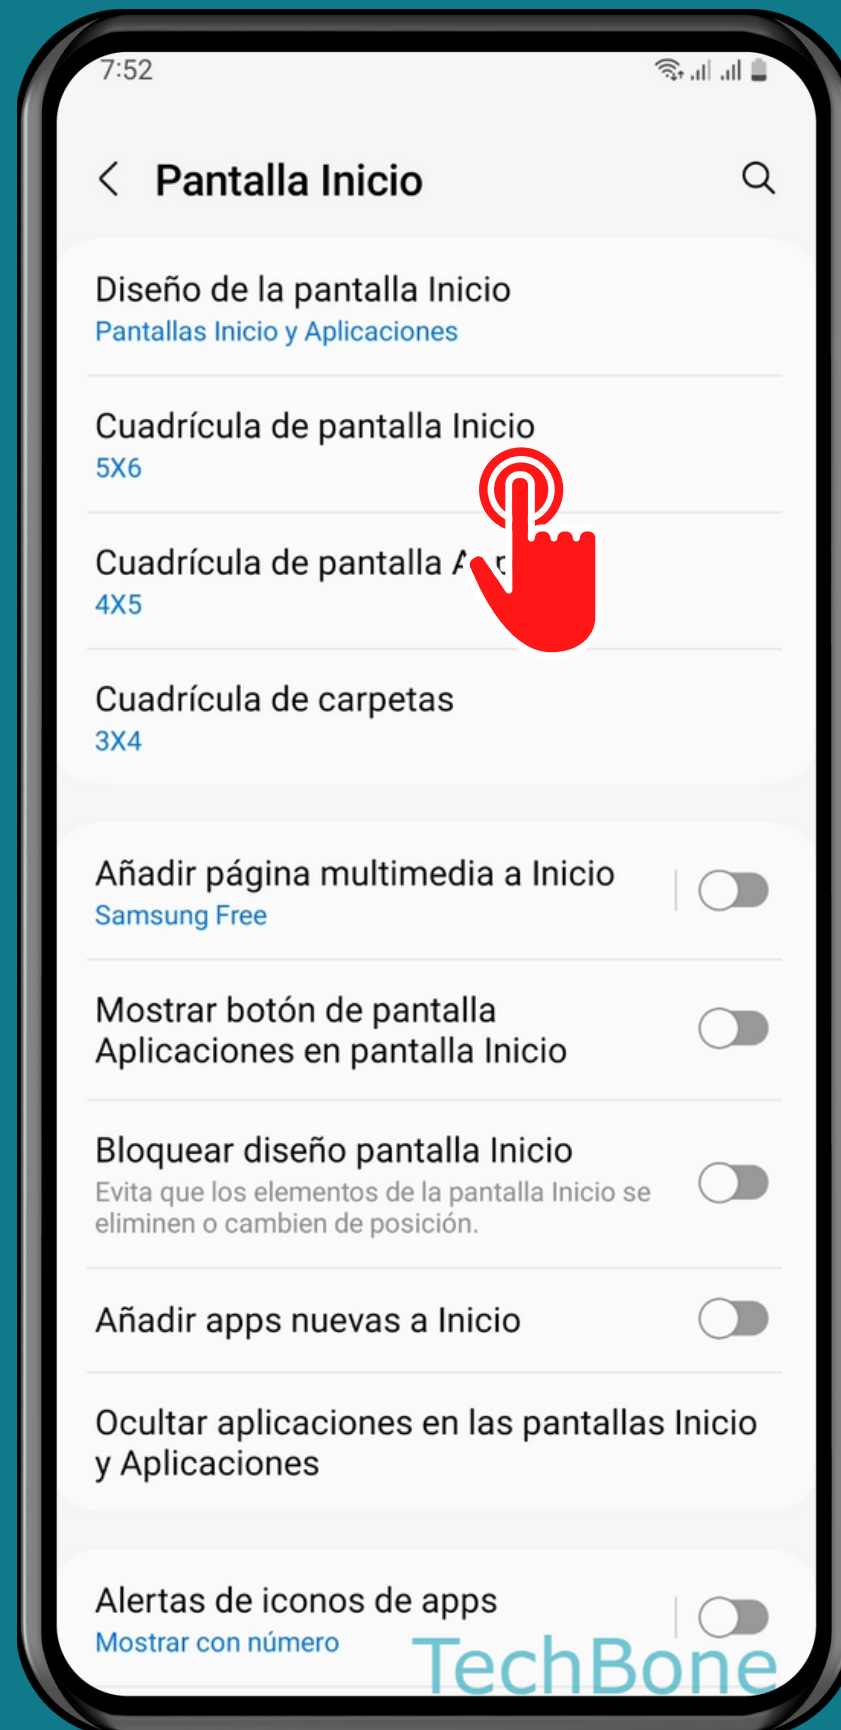 7:52
Pantalla Inicio
Diseño de la pantalla Inicio
Pantallas Inicio y Aplicaciones
Cuadrícula de pantalla Inicio
5X6
Cuadrícula de pantalla
4X5
Cuadrícula de carpetas
3X4
Añadir página multimedia a Inicio
Samsung Free
Mostrar botón de pantalla
Aplicaciones en pantalla Inicio
Bloquear diseño pantalla Inicio
Evita que los elementos de la pantalla Inicio se
eliminen o cambien de posición.
Añadir apps nuevas a Inicio
Ocultar aplicaciones en las pantallas Inicio
y Aplicaciones
Alertas de iconos de apps
Mostrar con número
TechBone